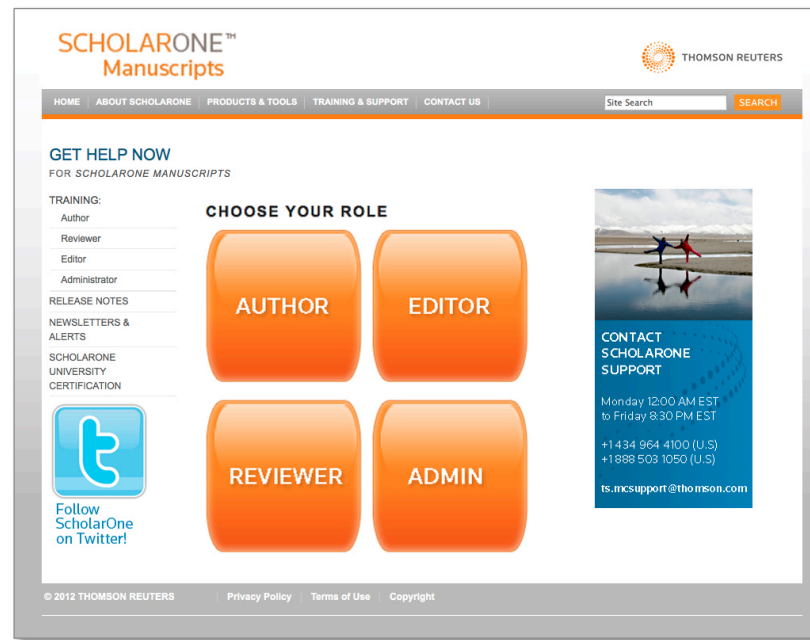 SCHOLARONE™
Manuscripts
THOMSON REUTERS
HOME ABOUT SCHOLARONE PRODUCTS & TOOLS TRAINING & SUPPORT CONTACT US
Site Search SEARCH
GET HELP NOW
FOR SCHOLARONE MANUSCRIPTS
TRAINING:
Author
Reviewer
Editor
Administrator
RELEASE NOTES
NEWSLETTERS &
ALERTS
SCHOLARONE
UNIVERSITY
CERTIFICATION
Follow
ScholarOne
on Twitter!
CHOOSE YOUR ROLE
AUTHOR
EDITOR
REVIEWER
ADMIN
CONTACT
SCHOLARONE
SUPPORT
Monday 12:00 AM EST
to Friday 8:30 PM EST
+1 434 964 4100 (U.S)
+1 888 503 1050 (U.S)
ts.mcsupport@thomson.com
© 2012 THOMSON REUTERS Privacy Policy Terms of Use Copyright